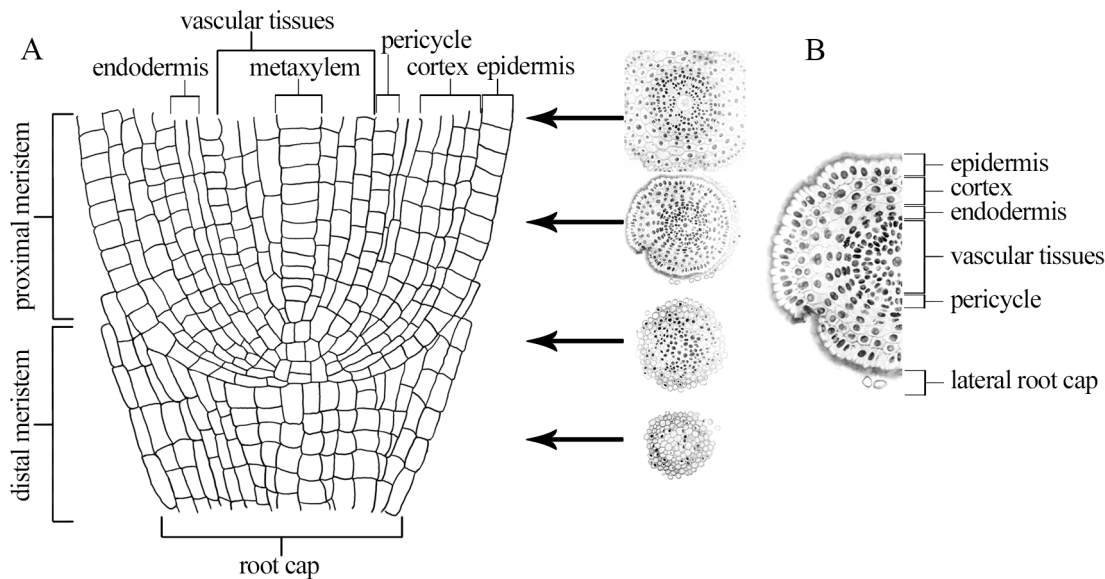 A
vascular tissues
pericycle
endodermis
metaxylem
cortex
epidermis
proximal meristem
distal meristem
root cap
B
epidermis
cortex
endodermis
vascular tissues
pericycle
lateral root cap